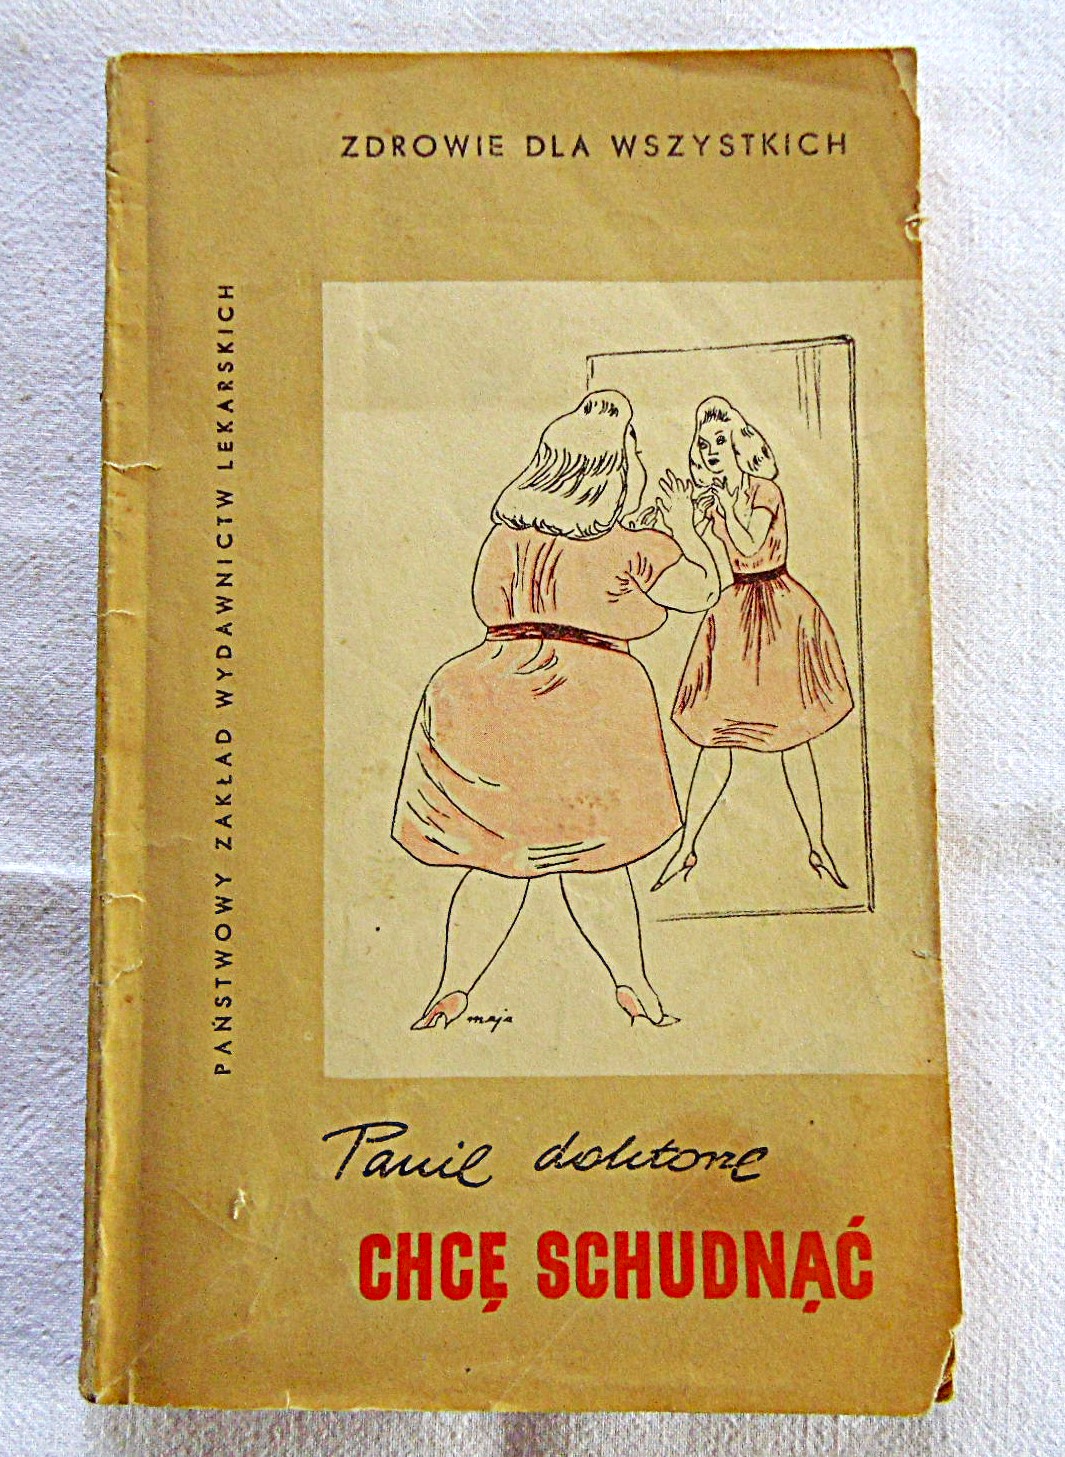 ZDROWIE DLA WSZYSTKICH
PAŃSTWOWY ZAKŁAD WYDAWNICTW LEKARSKICH
maja
Panie doktorze
CHCĘ SCHUDNĄĆ